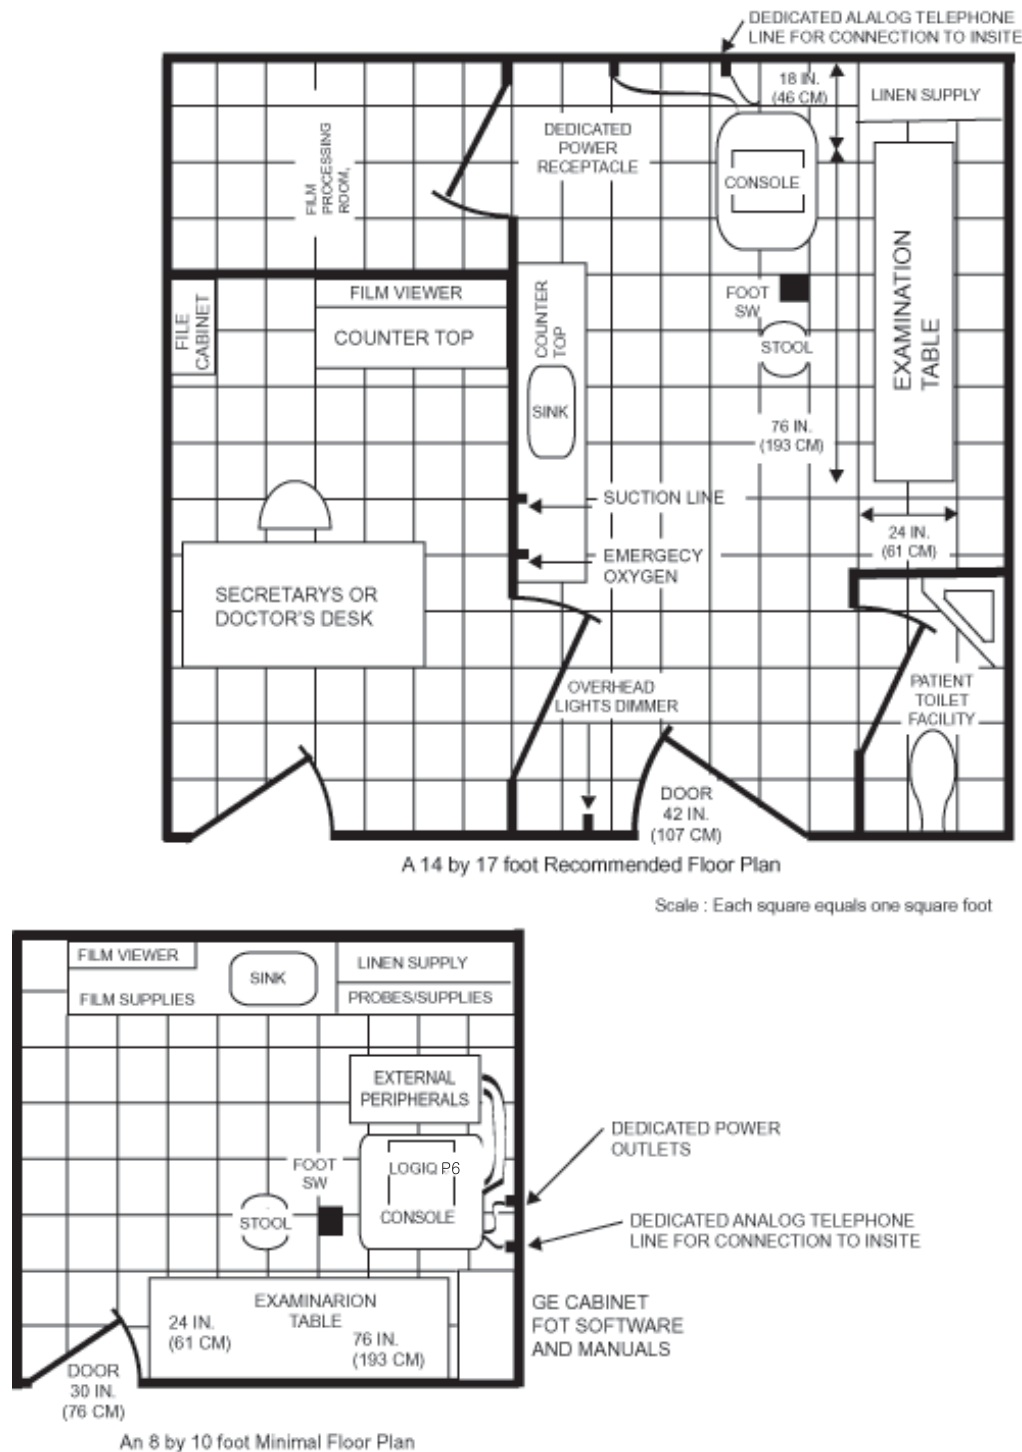 DEDICATED ALALOG TELEPHONE
LINE FOR CONNECTION TO INSITE
18 IN.
(46 CM)
LINEN SUPPLY
FILM
PROCESSING
ROOM,
DEDICATED
POWER
RECEPTACLE
CONSOLE
FILE
CABINET
FILM VIEWER
COUNTER TOP
COUNTER
TOP
SINK
FOOT
SW
STOOL
EXAMINATION
TABLE
76 IN.
(193 CM)
SUCTION LINE
24 IN.
(61 CM)
EMERGECY
OXYGEN
SECRETARYS OR
DOCTOR'S DESK
OVERHEAD
LIGHTS DIMMER
PATIENT
TOILET
FACILITY
DOOR
42 IN.
(107 CM)
A 14 by 17 foot Recommended Floor Plan
Scale : Each square equals one square foot
FILM VIEWER
FILM SUPPLIES
SINK
LINEN SUPPLY
PROBES/SUPPLIES
EXTERNAL
PERIPHERALS
DEDICATED POWER
OUTLETS
FOOT
SW
LOGIQ P6
CONSOLE
STOOL
DEDICATED ANALOG TELEPHONE
LINE FOR CONNECTION TO INSITE
EXAMINARION
TABLE
24 IN.
(61 CM)
76 IN.
(193 CM)
GE CABINET
FOT SOFTWARE
AND MANUALS
DOOR
30 IN.
(76 CM)
An 8 by 10 foot Minimal Floor Plan